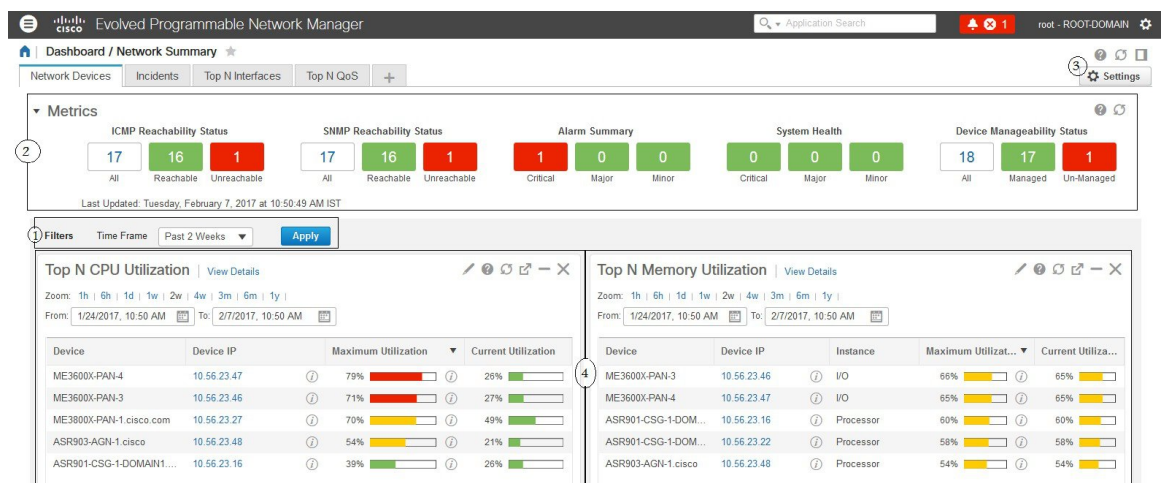 cisco Evolved Programmable Network Manager Application Search 1 root - ROOT-DOMAIN
Dashboard / Network Summary
Network Devices Incidents Top N Interfaces Top N QoS + 3 Settings
Metrics
ICMP Reachability Status SNMP Reachability Status Alarm Summary System Health Device Manageability Status
2 17 16 1 17 16 1 1 0 0 0 0 0 18 17 1
All Reachable Unreachable All Reachable Unreachable Critical Major Minor Critical Major Minor All Managed Un-Managed
Last Updated: Tuesday, February 7, 2017 at 10:50:49 AM IST
1 Filters Time Frame Past 2 Weeks Apply
Top N CPU Utilization | View Details
Zoom: 1h | 6h | 1d | 1w | 2w | 4w | 3m | 6m | 1y |
From: 1/24/2017, 10:50 AM To: 2/7/2017, 10:50 AM
Device Device IP Maximum Utilization Current Utilization
ME3600X-PAN-4 10.56.23.47 79% 26%
ME3600X-PAN-3 10.56.23.46 71% 27%
ME3800X-PAN-1.cisco.com 10.56.23.27 70% 49%
ASR903-AGN-1.cisco 10.56.23.48 54% 21%
ASR901-CSG-1-DOMAIN1.... 10.56.23.16 39% 26%
4
Top N Memory Utilization | View Details
Zoom: 1h | 6h | 1d | 1w | 2w | 4w | 3m | 6m | 1y |
From: 1/24/2017, 10:50 AM To: 2/7/2017, 10:50 AM
Device Device IP Instance Maximum Utilizat... Current Utiliza...
ME3600X-PAN-3 10.56.23.46 I/O 66% 65%
ME3600X-PAN-4 10.56.23.47 I/O 65% 65%
ASR901-CSG-1-DOM... 10.56.23.16 Processor 60% 60%
ASR901-CSG-1-DOM... 10.56.23.22 Processor 58% 58%
ASR903-AGN-1.cisco 10.56.23.48 Processor 54% 54%